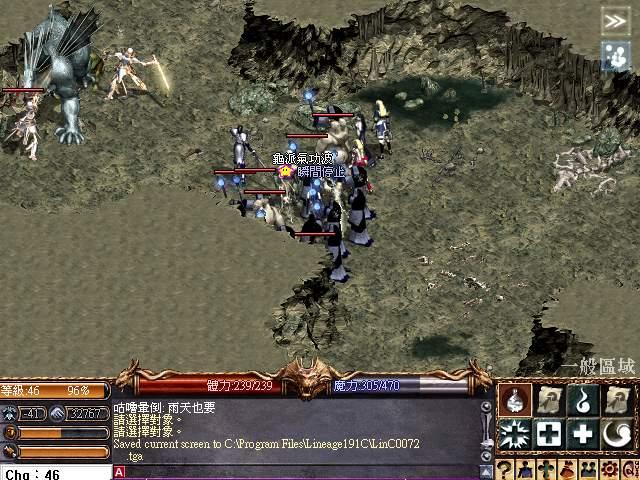 龜派氣功波
瞬間停止
一般區域
體力:239/239
魔力:305/470
等級:46 96%
-41 32767
咕嚕暈倒: 雨天也要
請選擇對象。
請選擇對象。
Saved current screen to C:\Program Files\Lineage191C\LinC0072
.tga
Cha：46
A